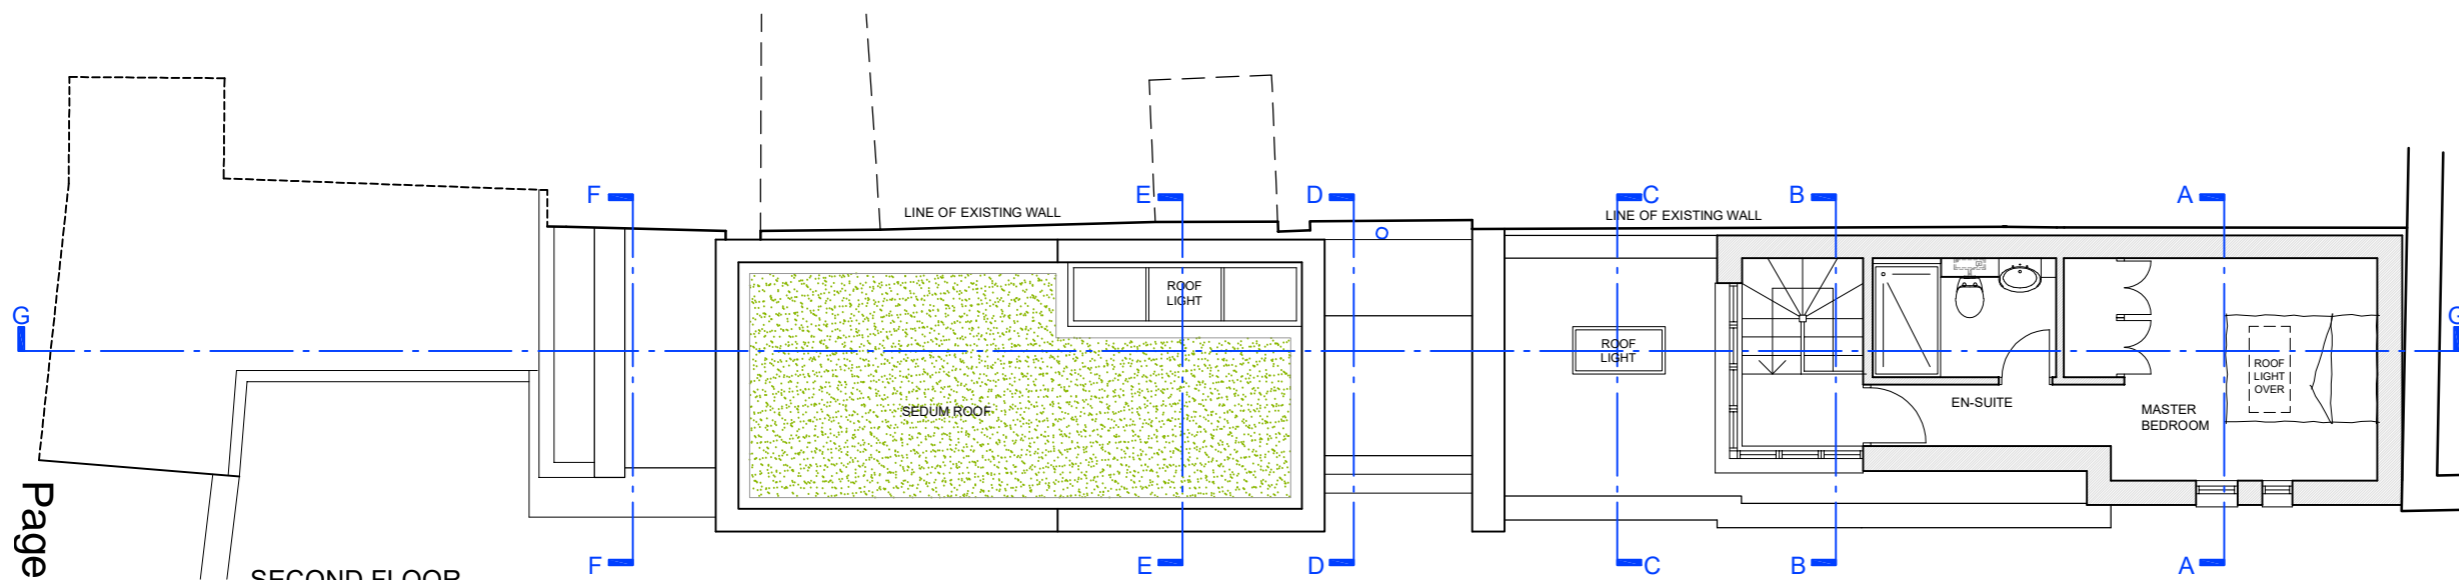 F
E
D
C
B
A
LINE OF EXISTING WALL
LINE OF EXISTING WALL
G
G
ROOF
LIGHT
ROOF
LIGHT
ROOF
LIGHT
OVER
SEDUM ROOF
EN-SUITE
MASTER
BEDROOM
F
E
D
C
B
A
Page
SECOND FLOOR